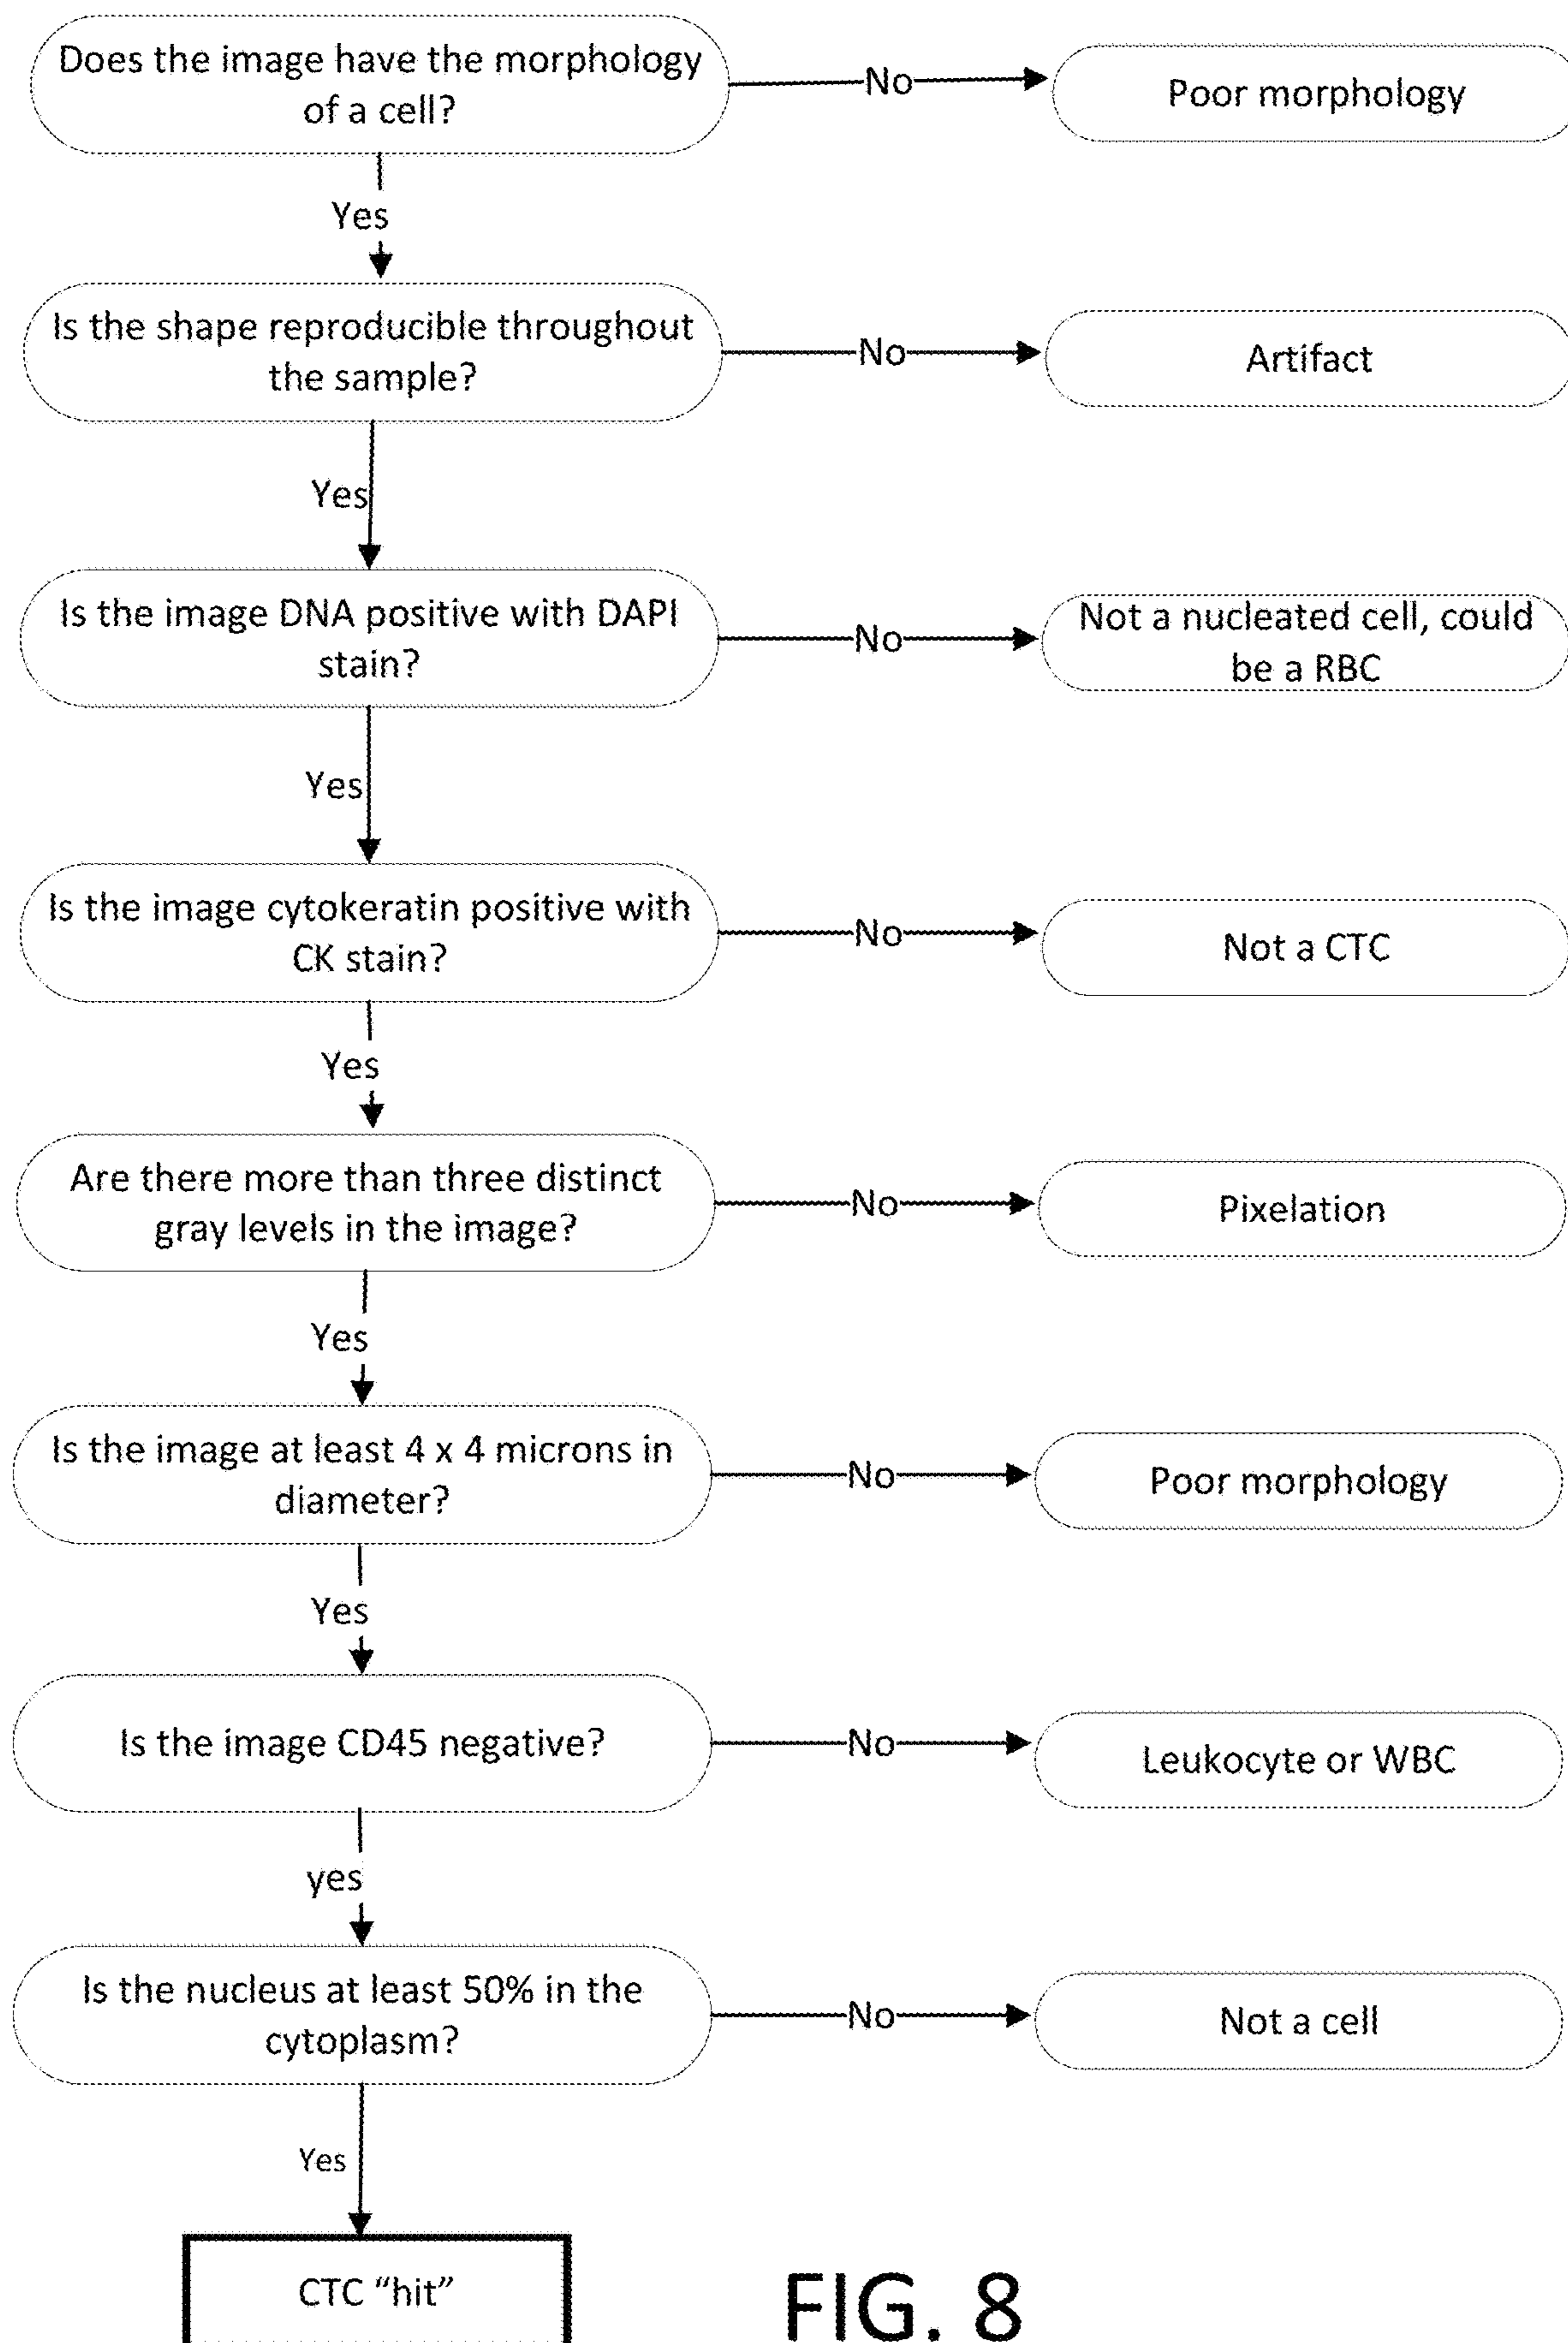 Does the image have the morphology
of a cell?
No
Poor morphology
Yes
Is the shape reproducible throughout
the sample?
No
Artifact
Yes
Is the image DNA positive with DAPI
stain?
No
Not a nucleated cell, could
be a RBC
Yes
Is the image cytokeratin positive with
CK stain?
No
Not a CTC
Yes
Are there more than three distinct
gray levels in the image?
No
Pixelation
Yes
Is the image at least 4 x 4 microns in
diameter?
No
Poor morphology
Yes
Is the image CD45 negative?
No
Leukocyte or WBC
yes
Is the nucleus at least 50% in the
cytoplasm?
No
Not a cell
Yes
CTC “hit”
FIG. 8